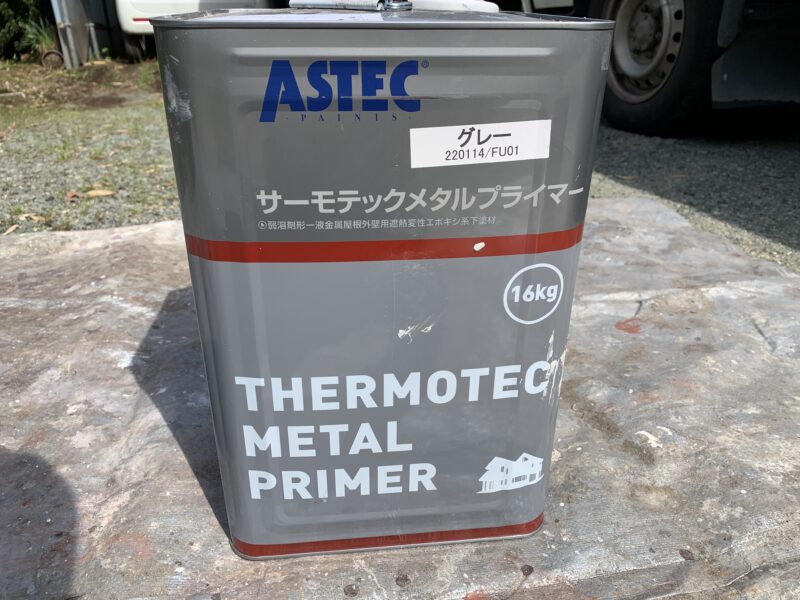 ASTEC®
PAINTS
グレー
220114/FU01
サーモテックメタルプライマー
弱溶剤形一液金属屋根外壁用遮熱変性エポキシ系下塗材
16kg
THERMOTEC
METAL
PRIMER